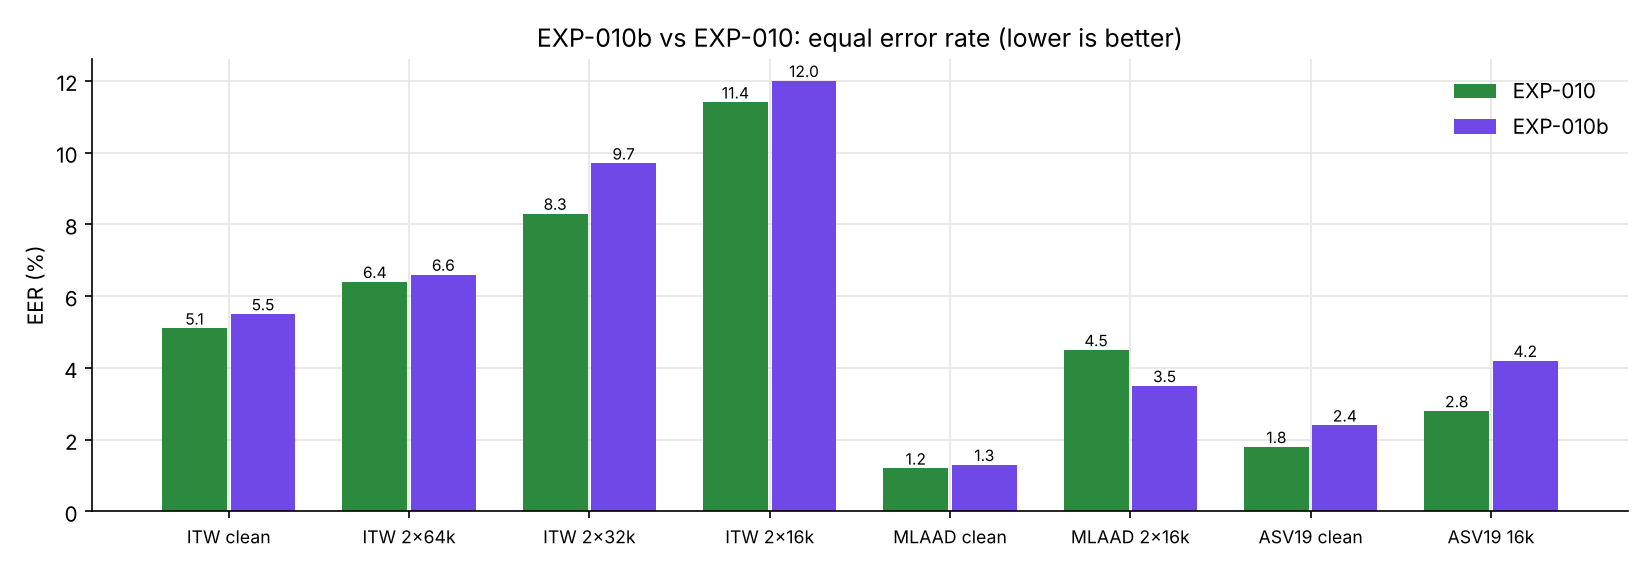 EXP-010b vs EXP-010: equal error rate (lower is better)
EER (%)
12
10
8
6
4
2
0
5.1
5.5
6.4
6.6
8.3
9.7
11.4
12.0
1.2
1.3
4.5
3.5
1.8
2.4
2.8
4.2
EXP-010
EXP-010b
ITW clean
ITW 2×64k
ITW 2×32k
ITW 2×16k
MLAAD clean
MLAAD 2×16k
ASV19 clean
ASV19 16k